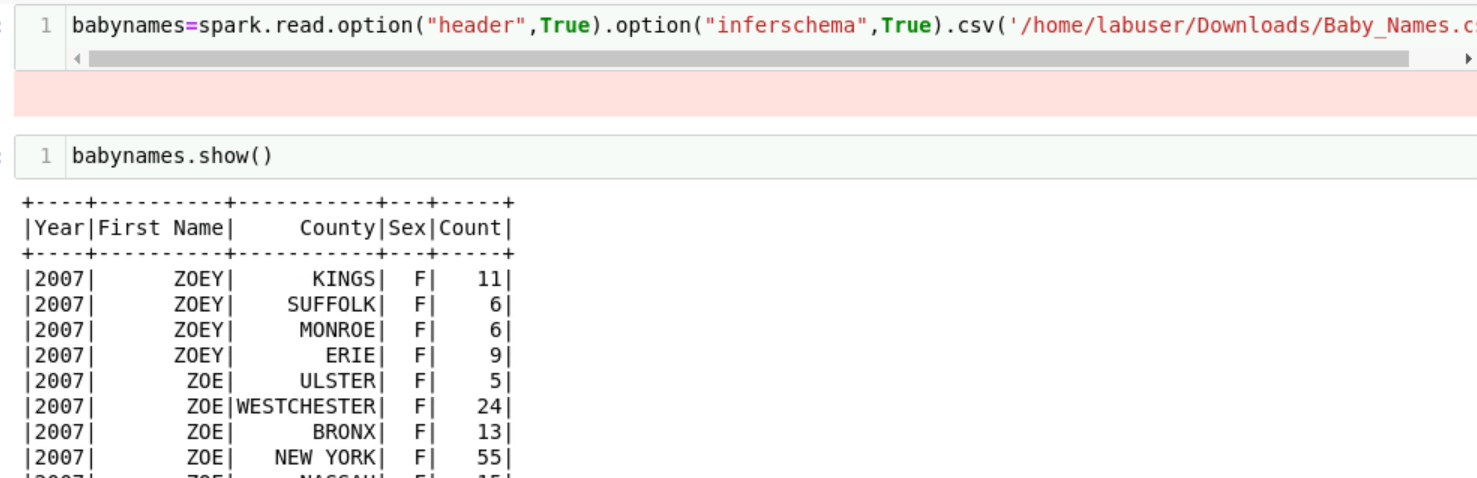 1 babynames=spark.read.option("header",True).option("inferschema",True).csv('/home/labuser/Downloads/Baby_Names.c
1 babynames.show()
+----+----------+-----------+---+-----+
|Year|First Name|     County|Sex|Count|
+----+----------+-----------+---+-----+
|2007|      ZOEY|      KINGS|  F|   11|
|2007|      ZOEY|    SUFFOLK|  F|    6|
|2007|      ZOEY|     MONROE|  F|    6|
|2007|      ZOEY|       ERIE|  F|    9|
|2007|       ZOE|     ULSTER|  F|    5|
|2007|       ZOE|WESTCHESTER|  F|   24|
|2007|       ZOE|      BRONX|  F|   13|
|2007|       ZOE|   NEW YORK|  F|   55|